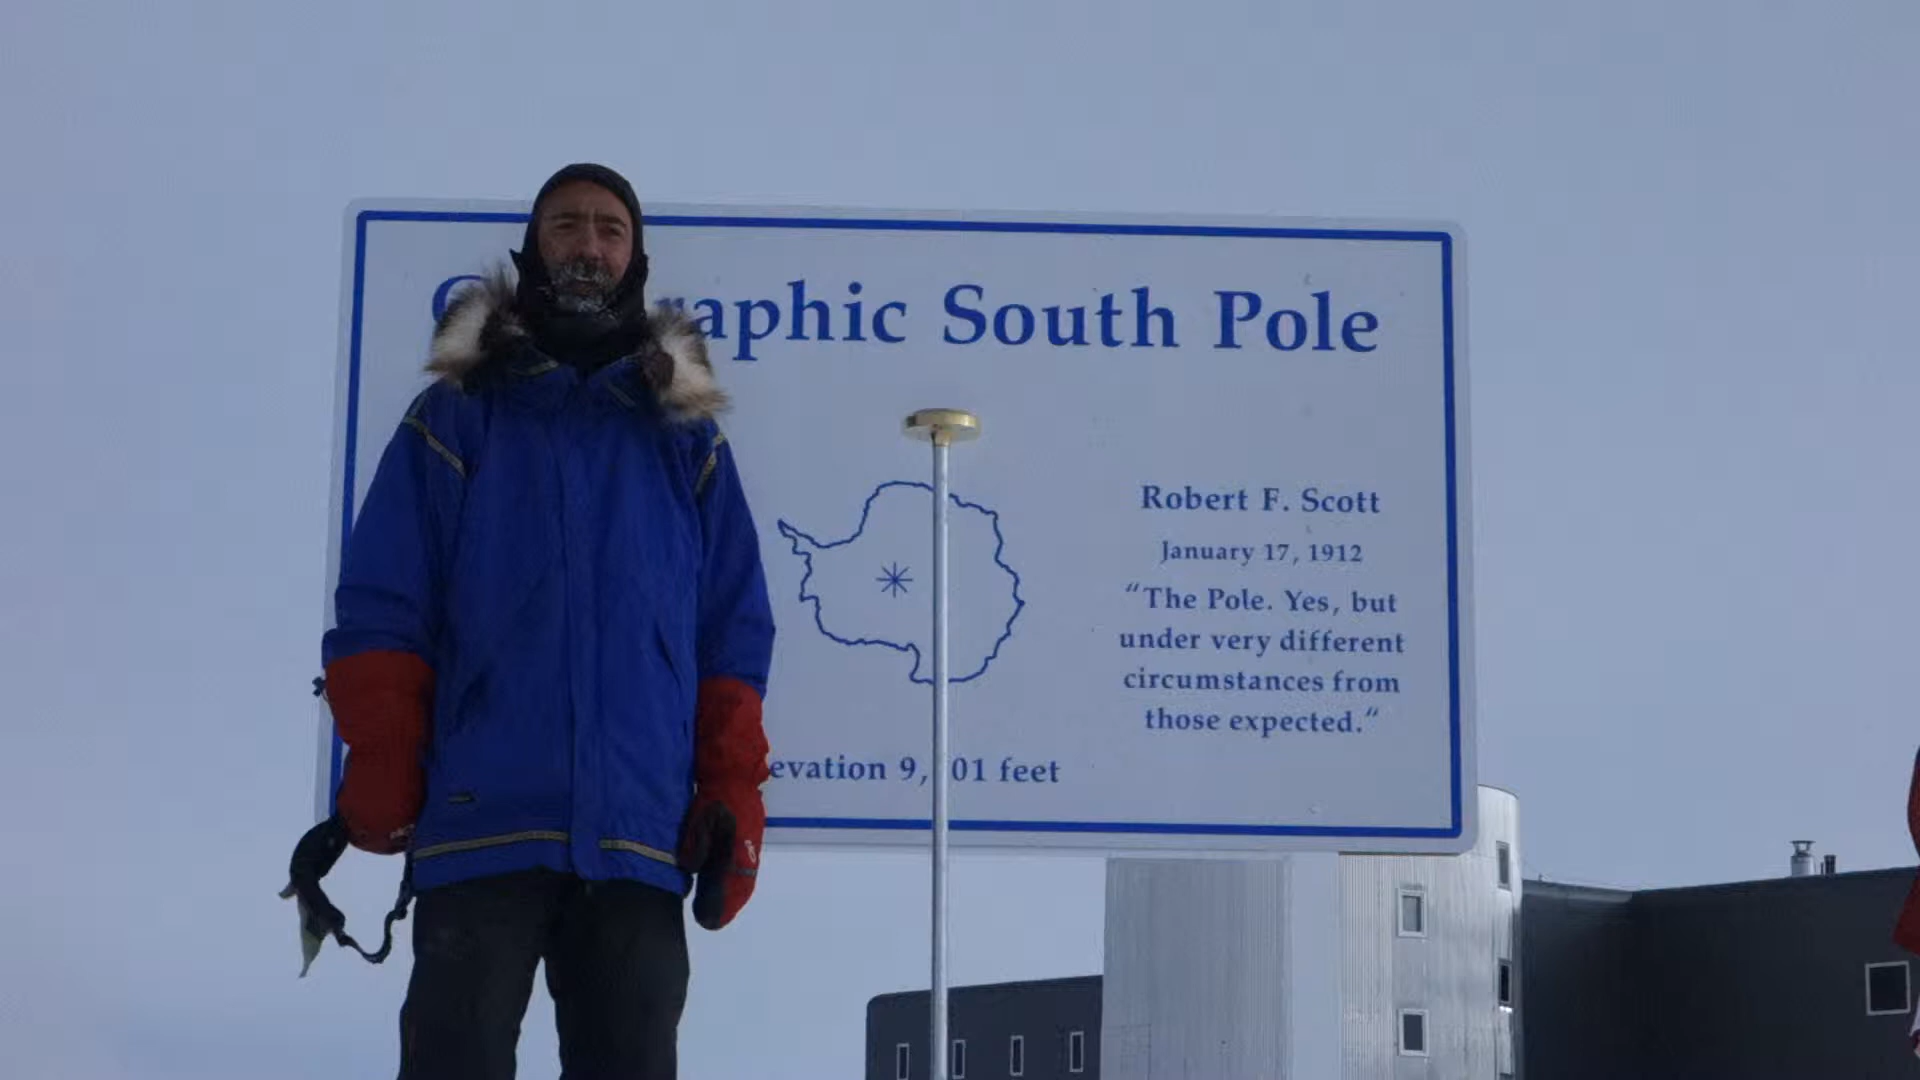 raphic South Pole
Robert F. Scott
January 17, 1912
“The Pole. Yes, but
under very different
circumstances from
those expected.“
evation 9, 01 feet